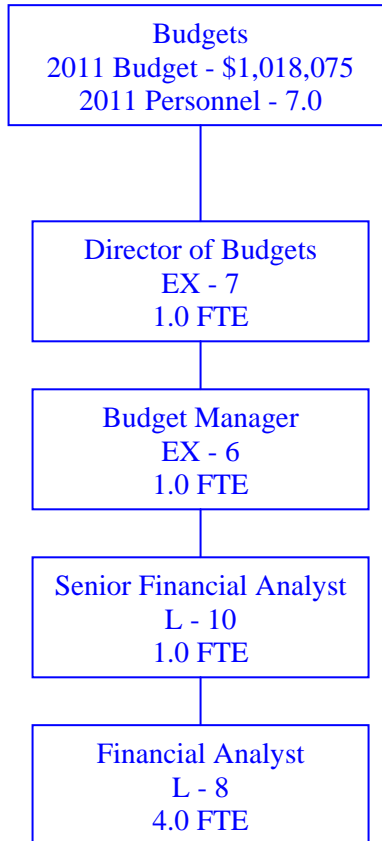 Budgets
2011 Budget - $1,018,075
2011 Personnel - 7.0
Director of Budgets
EX - 7
1.0 FTE
Budget Manager
EX - 6
1.0 FTE
Senior Financial Analyst
L - 10
1.0 FTE
Financial Analyst
L - 8
4.0 FTE